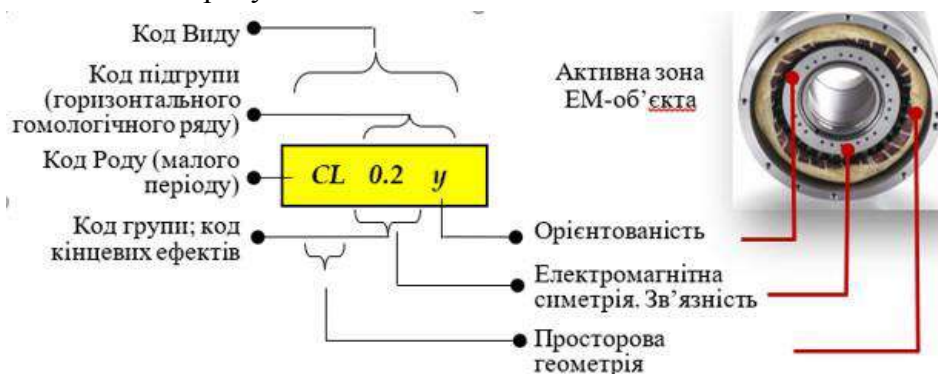 Код Виду
Код підгрупи
(горизонтального
гомологічного ряду)
Код Роду (малого
періоду)
Код групи; код
кінцевих ефектів
CL 0.2 y
Активна зона
ЕМ-об’єкта
Орієнтованість
Електромагнітна
симетрія. Зв’язність
Просторова
геометрія